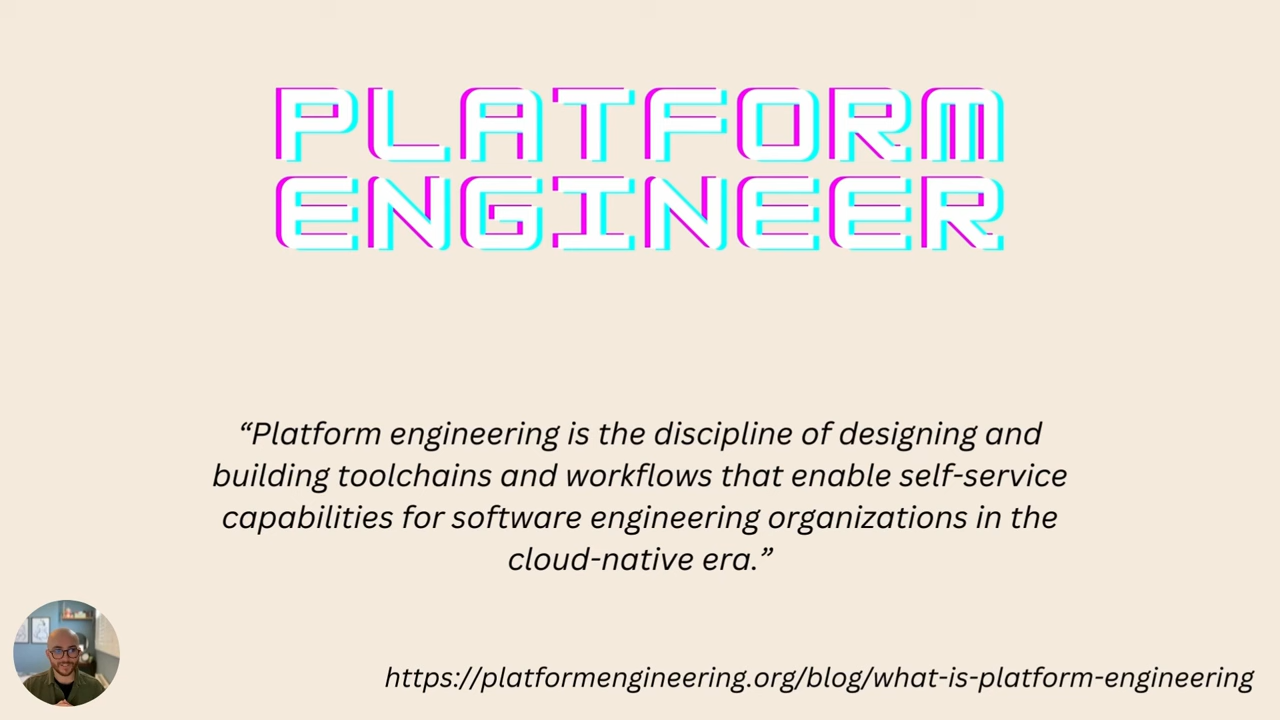 PLATFORM
ENGINEER
“Platform engineering is the discipline of designing and
building toolchains and workflows that enable self-service
capabilities for software engineering organizations in the
cloud-native era.”
https://platformengineering.org/blog/what-is-platform-engineering